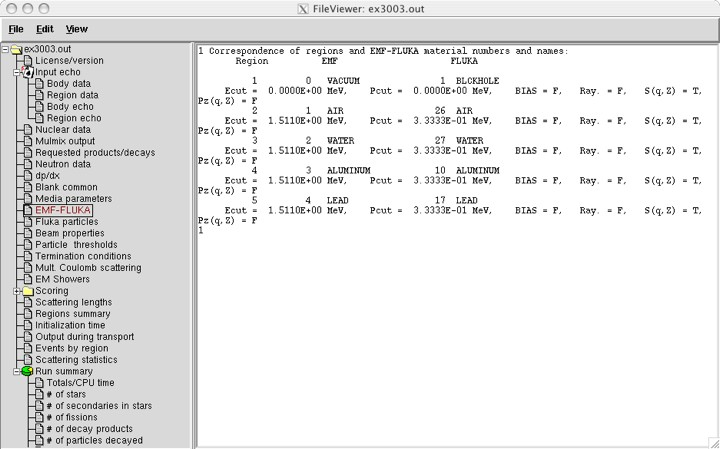 FileViewer: ex3003.out
File Edit View
ex3003.out
License/version
Input echo
Body data
Region data
Body echo
Region echo
Nuclear data
Mulmix output
Requested products/decays
Neutron data
dp/dx
Blank common
Media parameters
EMF-FLUKA
Fluka particles
Beam properties
Particle thresholds
Termination conditions
Mult. Coulomb scattering
EM Showers
Scoring
Scattering lengths
Regions summary
Initialization time
Output during transport
Events by region
Scattering statistics
Run summary
Totals/CPU time
# of stars
# of secondaries in stars
# of fissions
# of decay products
# of particles decayed
1 Correspondence of regions and EMF-FLUKA material numbers and names:
Region EMF FLUKA
1 0 VACUUM 1 BLCKHOLE
Ecut = 0.0000E+00 MeV, Pcut = 0.0000E+00 MeV, BIAS = F, Ray. = F, S(q,Z) = T,
Pz(q,Z) = F
2 1 AIR 26 AIR
Ecut = 1.5110E+00 MeV, Pcut = 3.3333E-01 MeV, BIAS = F, Ray. = F, S(q,Z) = T,
Pz(q,Z) = F
3 2 WATER 27 WATER
Ecut = 1.5110E+00 MeV, Pcut = 3.3333E-01 MeV, BIAS = F, Ray. = F, S(q,Z) = T,
Pz(q,Z) = F
4 3 ALUMINUM 10 ALUMINUM
Ecut = 1.5110E+00 MeV, Pcut = 3.3333E-01 MeV, BIAS = F, Ray. = F, S(q,Z) = T,
Pz(q,Z) = F
5 4 LEAD 17 LEAD
Ecut = 1.5110E+00 MeV, Pcut = 3.3333E-01 MeV, BIAS = F, Ray. = F, S(q,Z) = T,
Pz(q,Z) = F
1